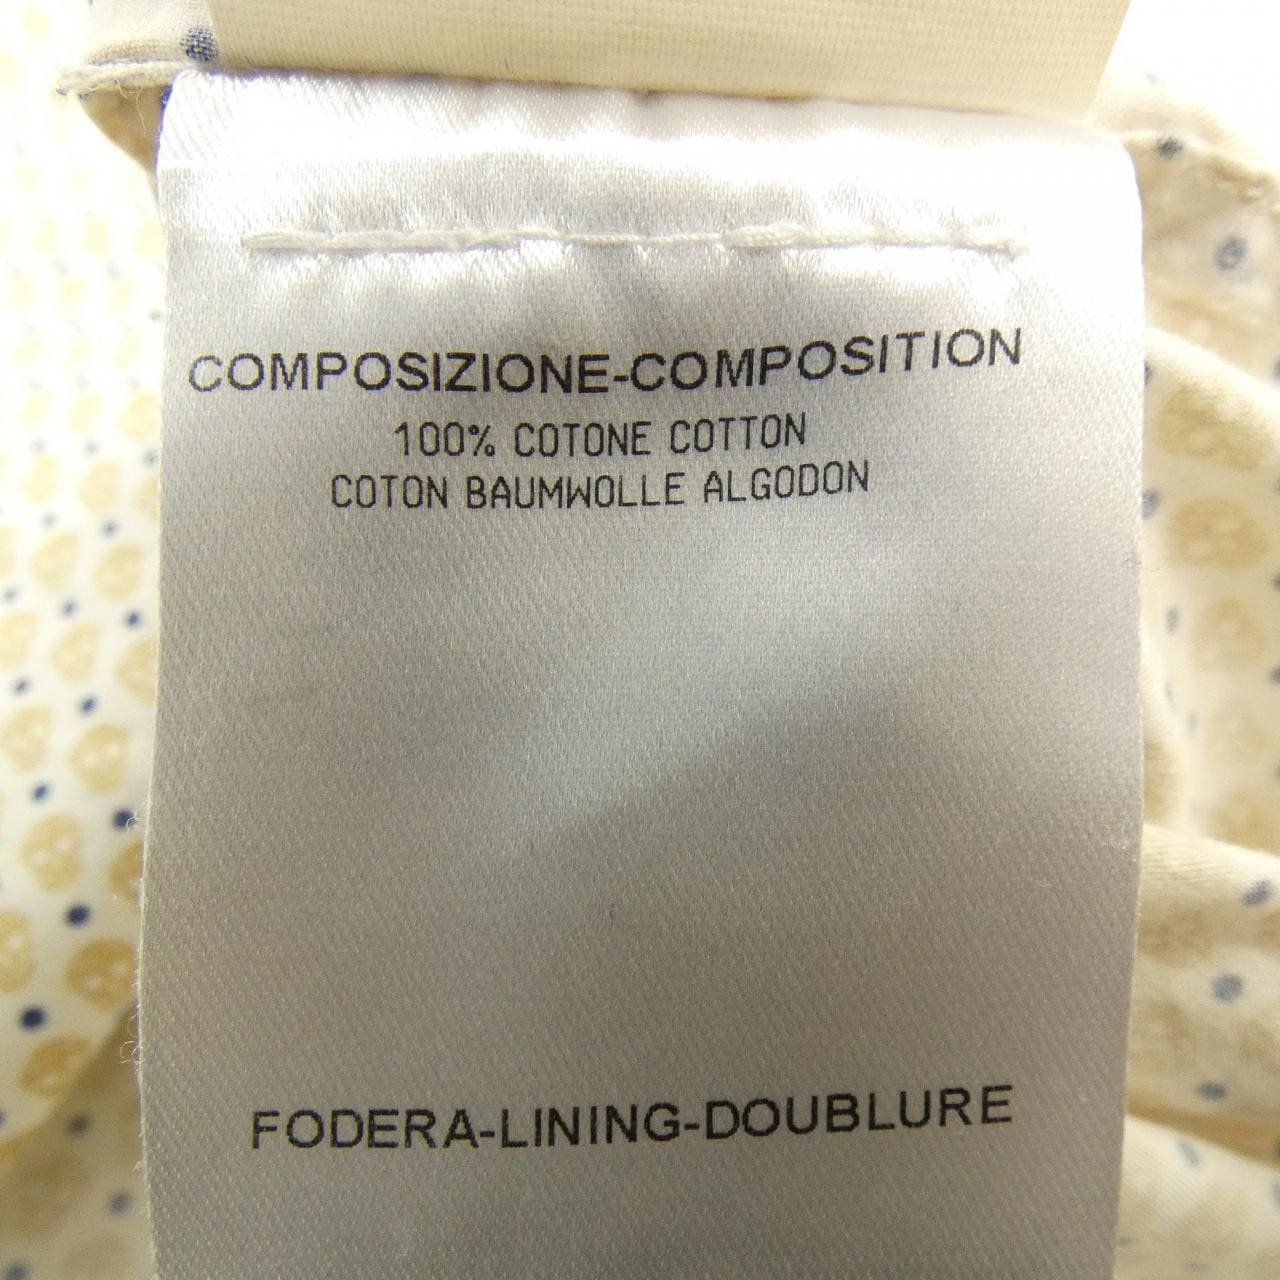 COMPOSIZIONE-COMPOSITION
100% COTONE COTTON
COTON BAUMWOLLE ALGODON
FODERA-LINING-DOUBLURE